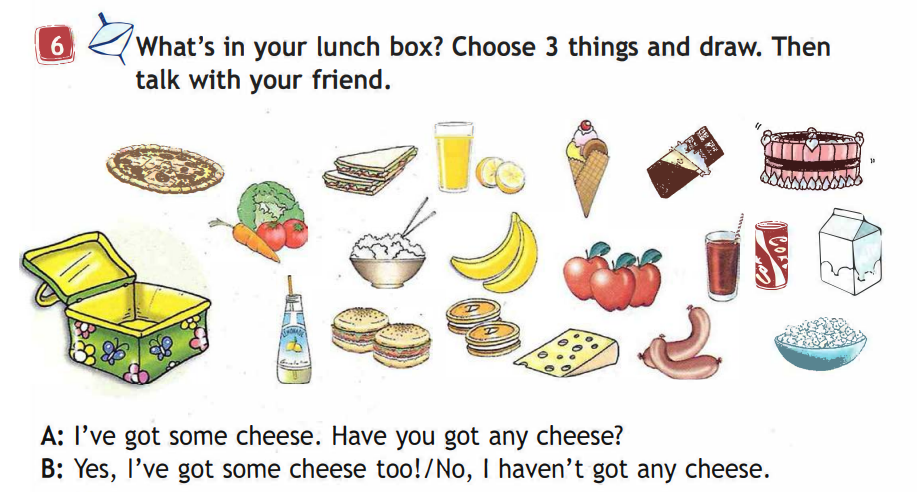 6
What's in your lunch box? Choose 3 things and draw. Then
talk with your friend.
LEMONADE
A: I've got some cheese. Have you got any cheese?
B: Yes, I've got some cheese too!/No, I haven't got any cheese.